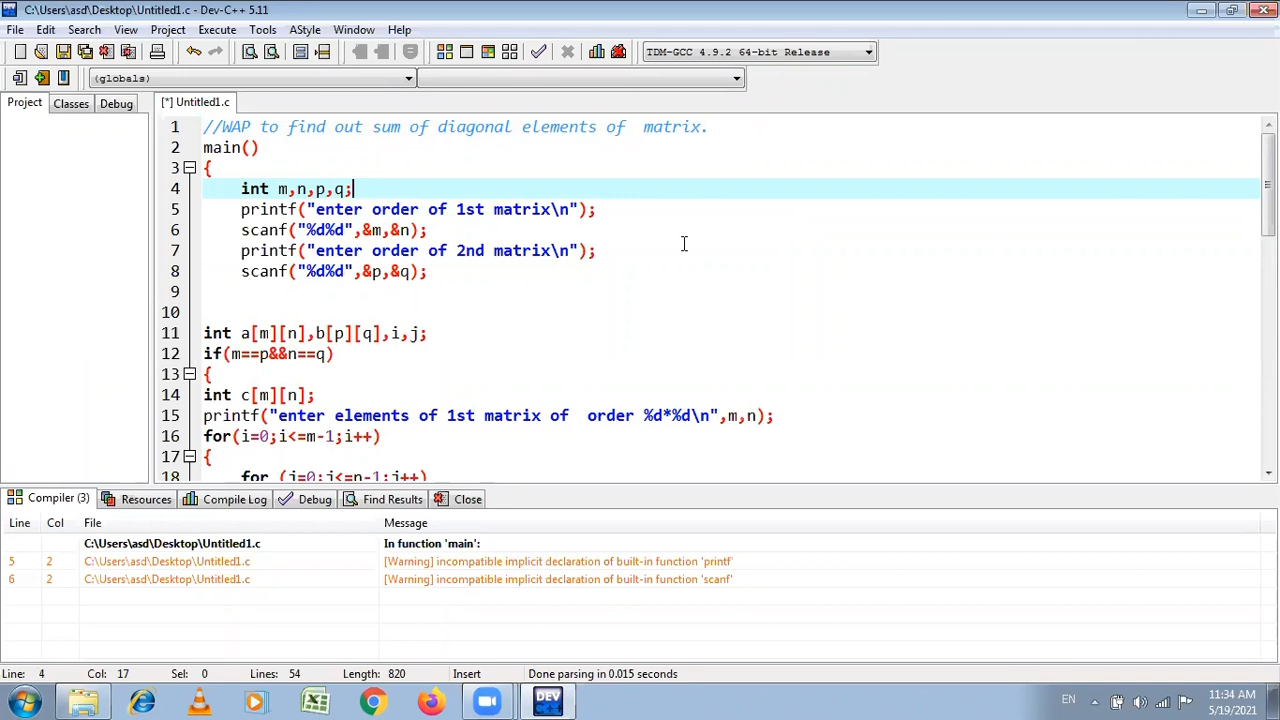 C:\Users\asd\Desktop\Untitled1.c - Dev-C++ 5.11
File Edit Search View Project Execute Tools AStyle Window Help
TDM-GCC 4.9.2 64-bit Release
(globals)
Project Classes Debug [*] Untitled1.c
1 //WAP to find out sum of diagonal elements of  matrix.
2 main()
3 {
4 int m,n,p,q;
5 printf("enter order of 1st matrix\n");
6 scanf("%d%d",&m,&n);
7 printf("enter order of 2nd matrix\n");
8 scanf("%d%d",&p,&q);
9
10
11 int a[m][n],b[p][q],i,j;
12 if(m==p&&n==q)
13 {
14 int c[m][n];
15 printf("enter elements of 1st matrix of  order %d*%d\n",m,n);
16 for(i=0;i<=m-1;i++)
17 {
18 for (j=0;j<=n-1;j++)
Compiler (3) Resources Compile Log Debug Find Results Close
Line Col File Message
C:\Users\asd\Desktop\Untitled1.c In function 'main':
5 2 C:\Users\asd\Desktop\Untitled1.c [Warning] incompatible implicit declaration of built-in function 'printf'
6 2 C:\Users\asd\Desktop\Untitled1.c [Warning] incompatible implicit declaration of built-in function 'scanf'
Line: 4 Col: 17 Sel: 0 Lines: 54 Length: 820 Insert Done parsing in 0.015 seconds
DEV
EN
11:34 AM
5/19/2021